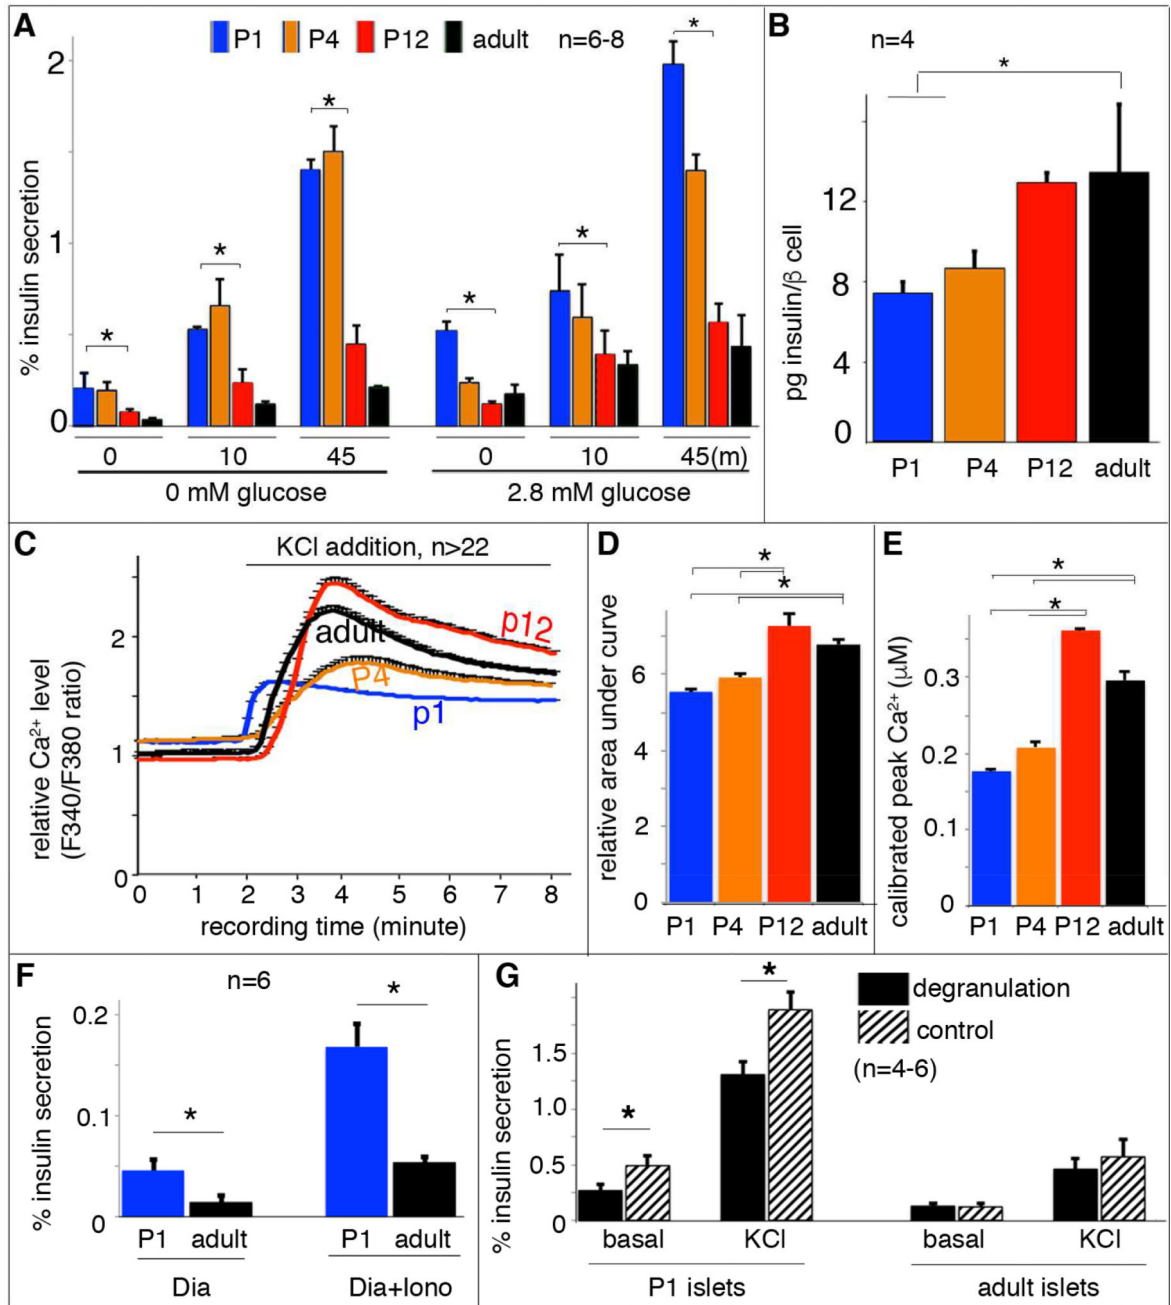 A
P1 P4 P12 adult n=6-8
% insulin secretion
2
1
0
* * * * * *
0 10 45 0 10 45(m)
0 mM glucose 2.8 mM glucose
B
n=4
*
pg insulin/β cell
12
8
4
0
P1 P4 P12 adult
C
KCl addition, n>22
relative Ca²⁺ level
(F340/F380 ratio)
2
1
0
p12
adult
P4
p1
0 1 2 3 4 5 6 7 8
recording time (minute)
D
*
*
relative area under curve
6
4
2
0
P1 P4 P12 adult
E
*
*
calibrated peak Ca²⁺ (μM)
0.3
0.2
0.1
0
P1 P4 P12 adult
F
n=6
% insulin secretion
0.2
0.1
0
* *
P1 adult P1 adult
Dia Dia+Iono
G
degranulation
control
(n=4-6)
% insulin secretion
1.5
1.0
0.5
0
* *
basal KCl basal KCl
P1 islets adult islets